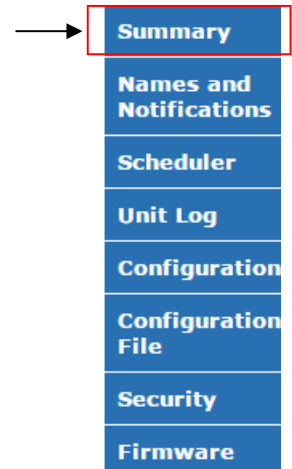 Summary
Names and
Notifications
Scheduler
Unit Log
Configuration
Configuration
File
Security
Firmware